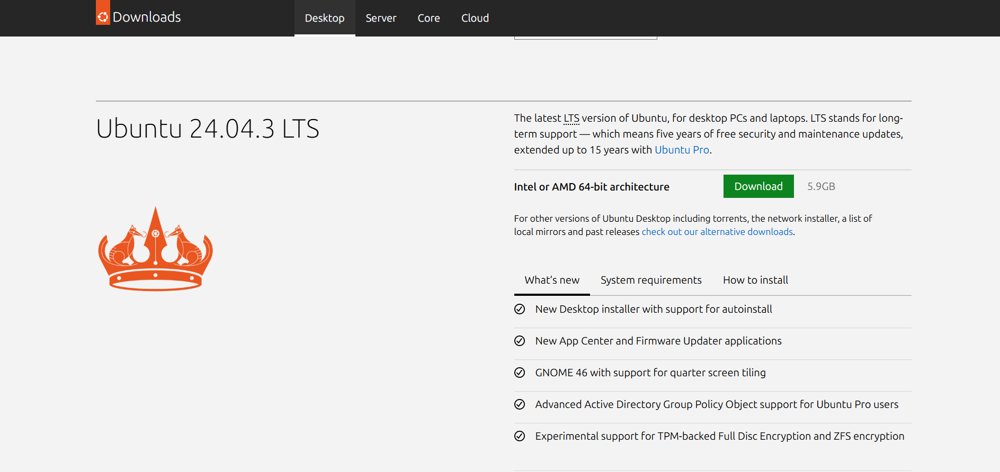 Downloads
Desktop
Server
Core
Cloud
Ubuntu 24.04.3 LTS
The latest LTS version of Ubuntu, for desktop PCs and laptops. LTS stands for long-
term support — which means five years of free security and maintenance updates,
extended up to 15 years with Ubuntu Pro.
Intel or AMD 64-bit architecture
Download
5.9GB
For other versions of Ubuntu Desktop including torrents, the network installer, a list of
local mirrors and past releases check out our alternative downloads.
What’s new
System requirements
How to install
New Desktop installer with support for autoinstall
New App Center and Firmware Updater applications
GNOME 46 with support for quarter screen tiling
Advanced Active Directory Group Policy Object support for Ubuntu Pro users
Experimental support for TPM-backed Full Disc Encryption and ZFS encryption